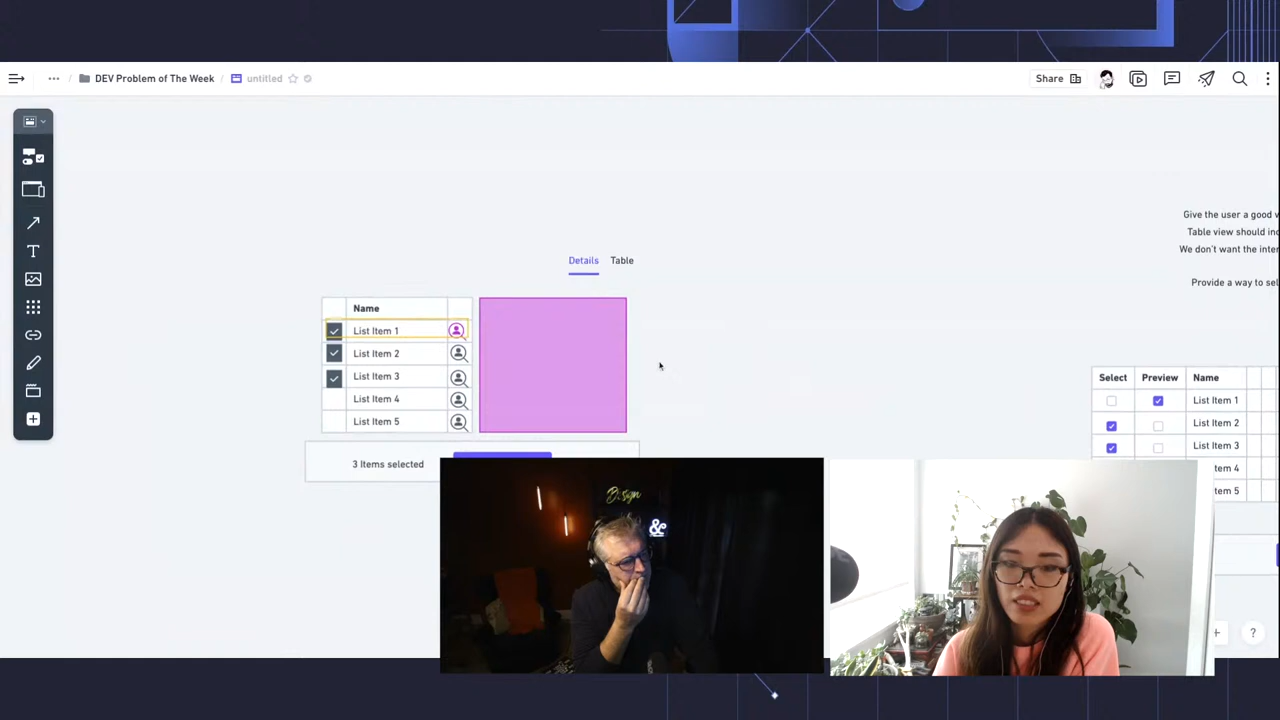 DEV Problem of The Week / untitled
Share
Give the user a good v
Table view should inc
We don't want the inter
Provide a way to sel
Details Table
Name
List Item 1
List Item 2
List Item 3
List Item 4
List Item 5
3 Items selected
Select Preview Name
List Item 1
List Item 2
List Item 3
tem 4
tem 5
D:sign
&
?